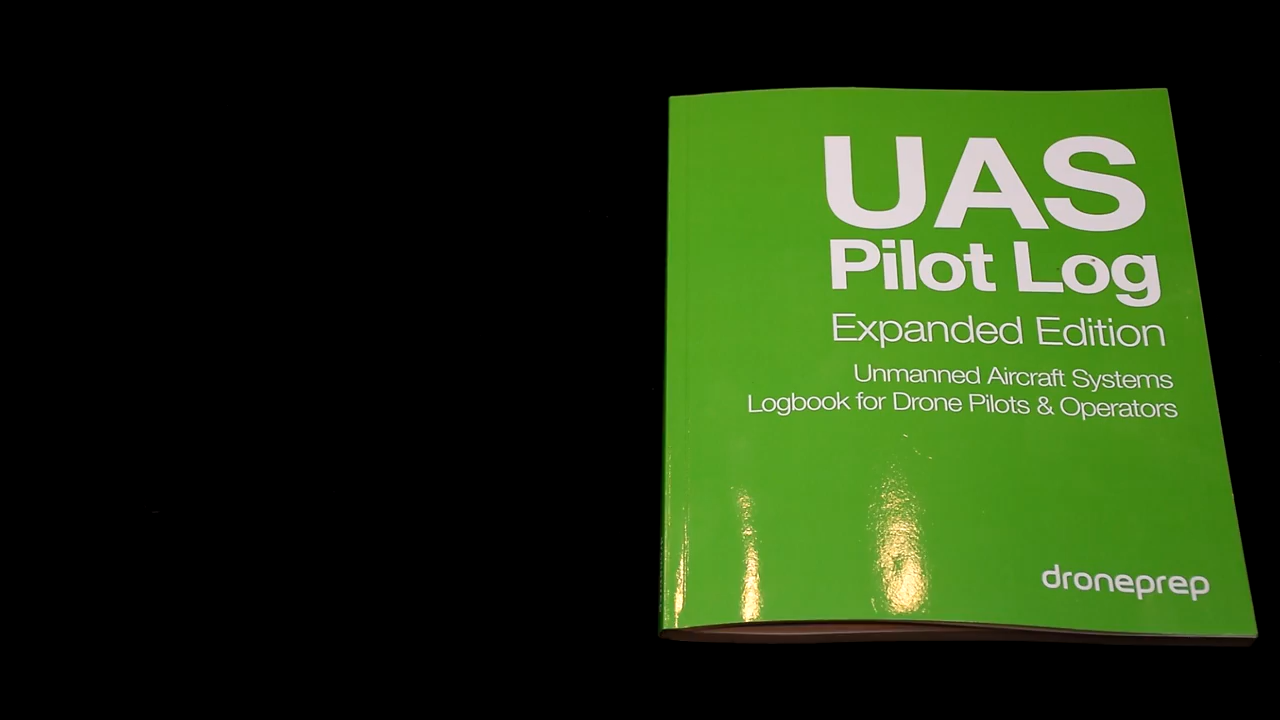 UAS
Pilot Log
Expanded Edition
Unmanned Aircraft Systems
Logbook for Drone Pilots & Operators
droneprep